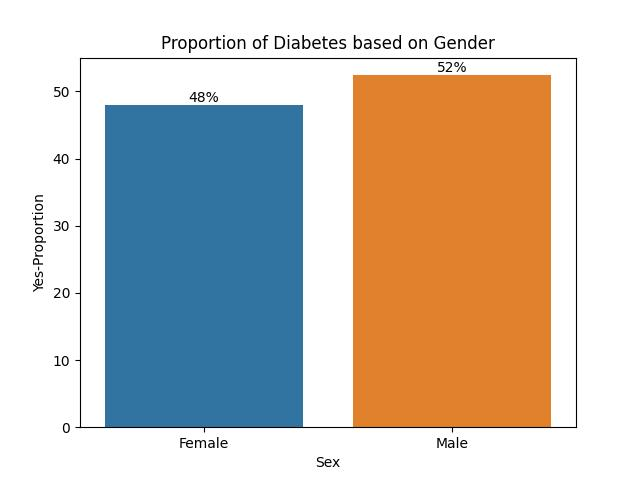 Proportion of Diabetes based on Gender
Yes-Proportion
50
40
30
20
10
0
48%
52%
Female
Male
Sex